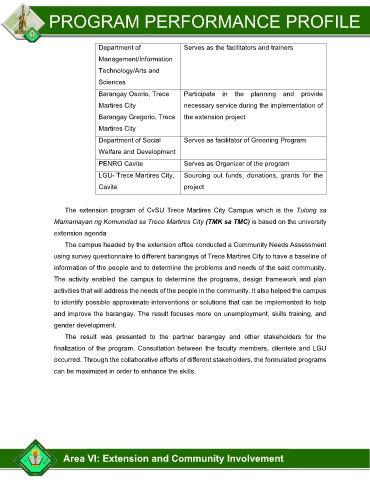 PROGRAM PERFORMANCE PROFILE
Department of
Management/Information
Technology/Arts and
Sciences
Serves as the facilitators and trainers
Barangay Osorio, Trece
Martires City
Barangay Gregorio, Trece
Martires City
Participate in the planning and provide
necessary service during the implementation of
the extension project
Department of Social
Welfare and Development
Serves as facilitator of Greening Program
PENRO Cavite
Serves as Organizer of the program
LGU- Trece Martires City,
Cavite
Sourcing out funds, donations, grants for the
project
The extension program of CvSU Trece Martires City Campus which is the Tulong sa
Mamamayan ng Komunidad sa Trece Martires City (TMK sa TMC) is based on the university
extension agenda
The campus headed by the extension office conducted a Community Needs Assessment
using survey questionnaire to different barangays of Trece Martires City to have a baseline of
information of the people and to determine the problems and needs of the said community.
The activity enabled the campus to determine the programs, design framework and plan
activities that will address the needs of the people in the community. It also helped the campus
to identify possible approximate interventions or solutions that can be implemented to help
and improve the barangay. The result focuses more on unemployment, skills training, and
gender development.
The result was presented to the partner barangay and other stakeholders for the
finalization of the program. Consultation between the faculty members, clientele and LGU
occurred. Through the collaborative efforts of different stakeholders, the formulated programs
can be maximized in order to enhance the skills,
Area VI: Extension and Community Involvement